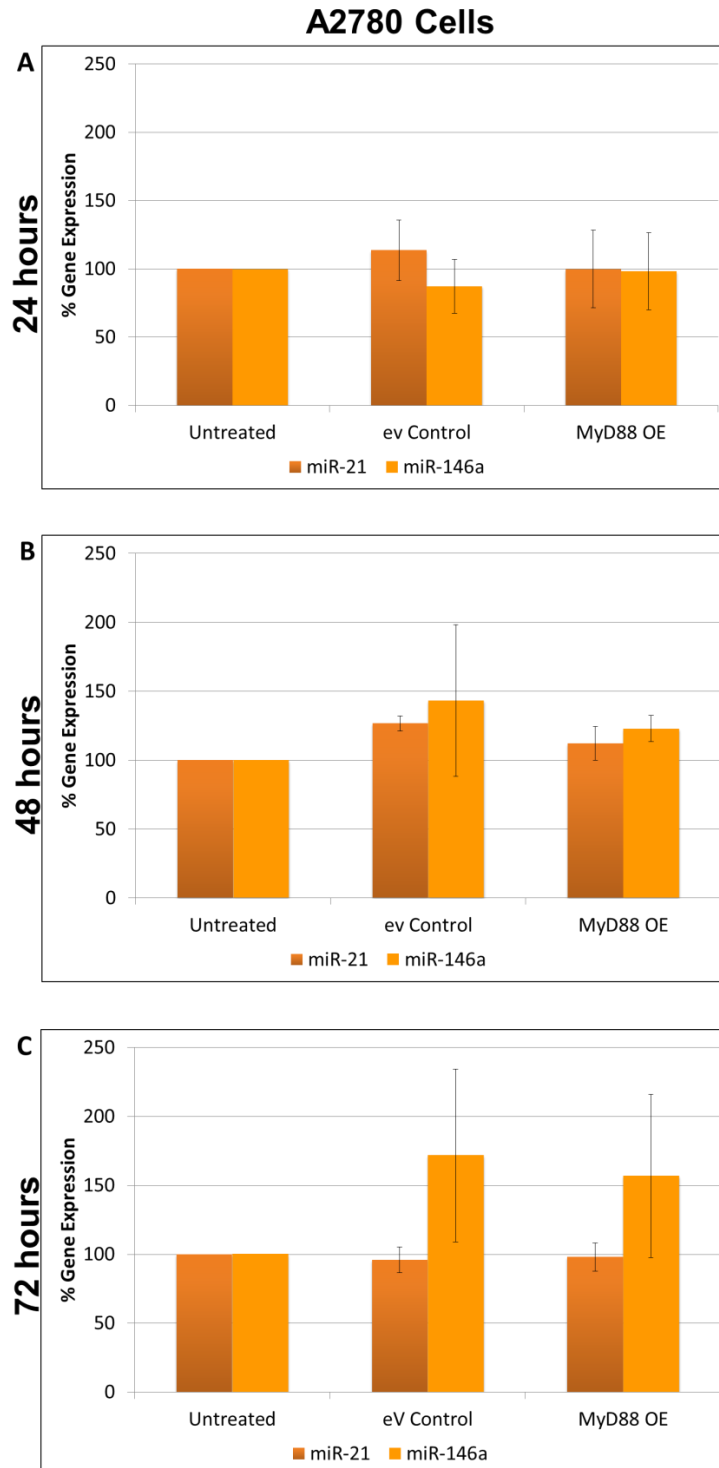 A2780 Cells
A
24 hours
% Gene Expression
250
200
150
100
50
0
Untreated ev Control MyD88 OE
miR-21 miR-146a
B
48 hours
% Gene Expression
250
200
150
100
50
0
Untreated ev Control MyD88 OE
miR-21 miR-146a
C
72 hours
% Gene Expression
250
200
150
100
50
0
Untreated eV Control MyD88 OE
miR-21 miR-146a